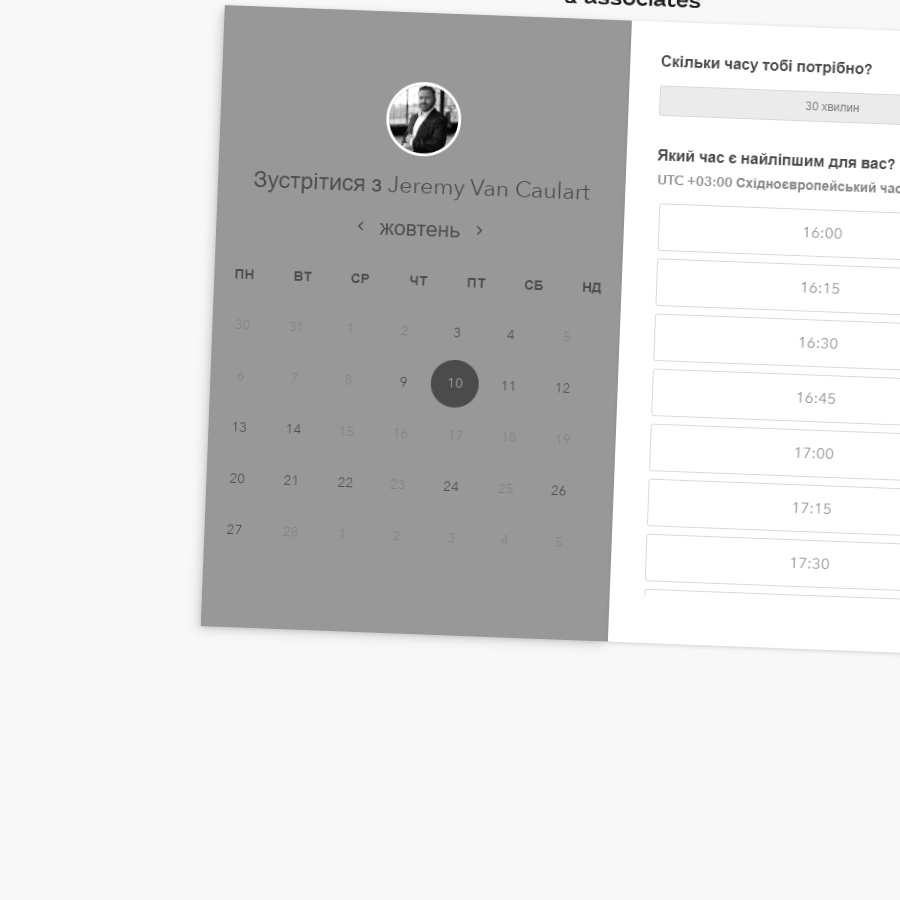 & associates
Зустрітися з Jeremy Van Caulart
жовтень
ПН ВТ СР ЧТ ПТ СБ НД
30 31 1 2 3 4 5
6 7 8 9 10 11 12
13 14 15 16 17 18 19
20 21 22 23 24 25 26
27 28 1 2 3 4 5
Скільки часу тобі потрібно?
30 хвилин
Який час є найліпшим для вас?
UTC +03:00 Східноєвропейський час
16:00
16:15
16:30
16:45
17:00
17:15
17:30